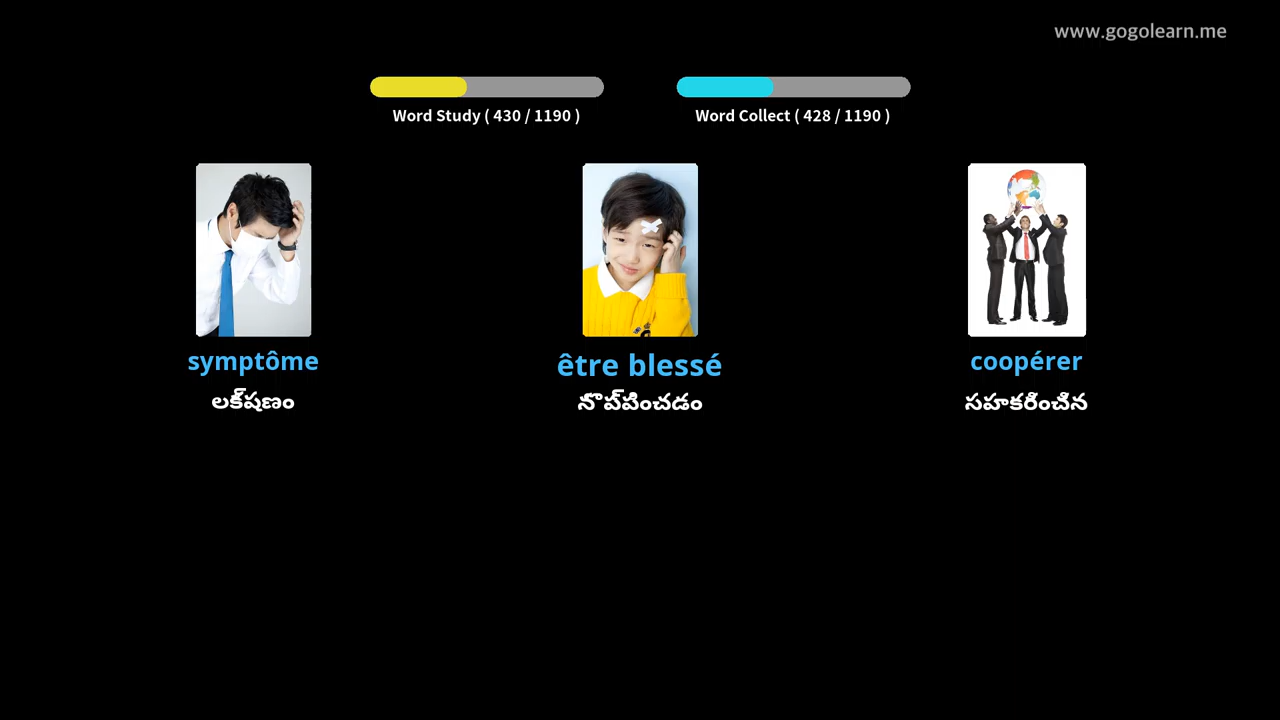 www.gogolearn.me
Word Study ( 430 / 1190 )
Word Collect ( 428 / 1190 )
symptôme
లక్షణం
être blessé
నొప్పించడం
coopérer
సహకరించిన